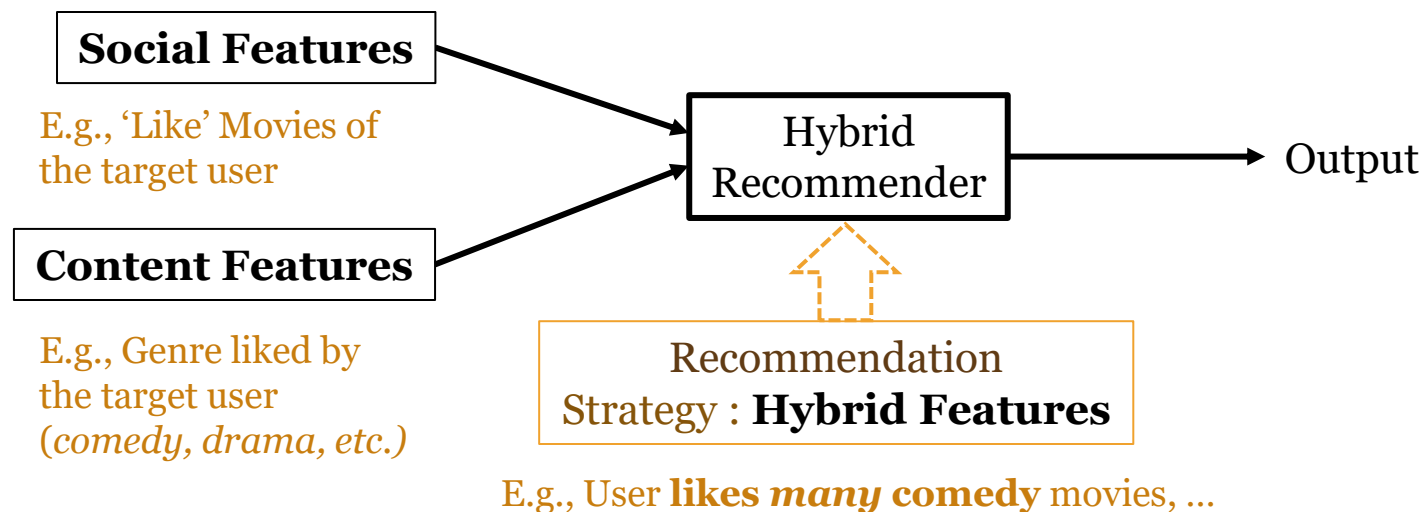 Social Features
E.g., ‘Like’ Movies of
the target user
Hybrid
Recommender
Output
Content Features
E.g., Genre liked by
the target user
(comedy, drama, etc.)
Recommendation
Strategy : Hybrid Features
E.g., User likes many comedy movies, ...